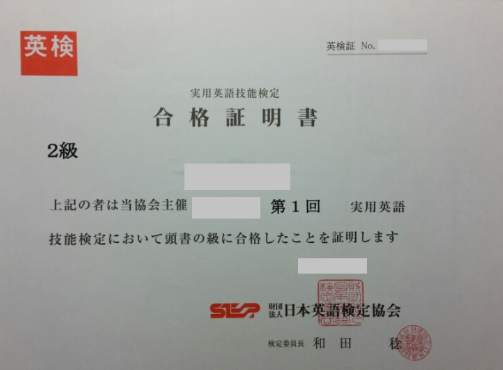 英検
英検証 No.
実用英語技能検定
合格証明書
2級
上記の者は当協会主催 第1回 実用英語
技能検定において頭書の級に合格したことを証明します
STEP 財団法人 日本英語検定協会
検定委員長 和田 稔